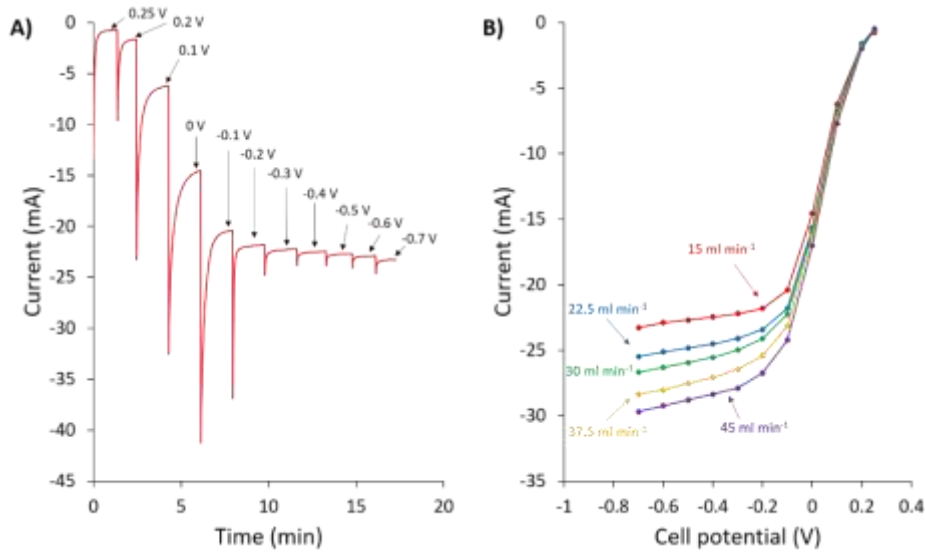 A)
0.25 V
0.2 V
0.1 V
0 V
-0.1 V
-0.2 V
-0.3 V
-0.4 V
-0.5 V
-0.6 V
-0.7 V
0
-5
-10
-15
-20
-25
-30
-35
-40
-45
Current (mA)
0 5 10 15 20
Time (min)
B)
0
-5
-10
-15
-20
-25
-30
-35
Current (mA)
15 ml min⁻¹
22.5 ml min⁻¹
30 ml min⁻¹
37.5 ml min⁻¹
45 ml min⁻¹
-1 -0.8 -0.6 -0.4 -0.2 0 0.2 0.4
Cell potential (V)